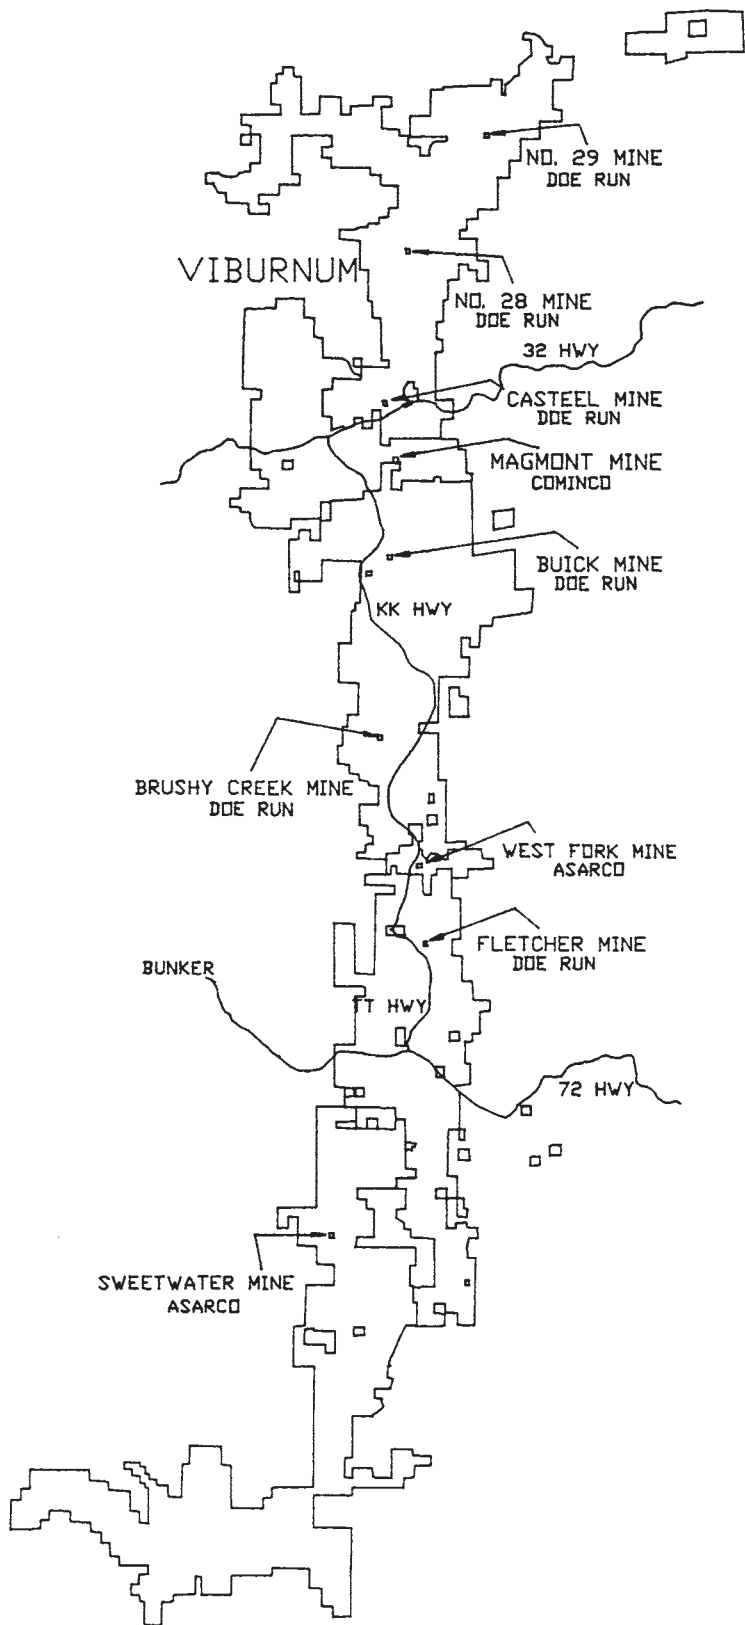 NO. 29 MINE
DOE RUN
VIBURNUM
NO. 28 MINE
DOE RUN
32 HWY
CASTEEL MINE
DOE RUN
MAGMONT MINE
COMINCO
BUICK MINE
DOE RUN
KK HWY
BRUSHY CREEK MINE
DOE RUN
WEST FORK MINE
ASARCO
FLETCHER MINE
DOE RUN
BUNKER
TT HWY
72 HWY
SWEETWATER MINE
ASARCO